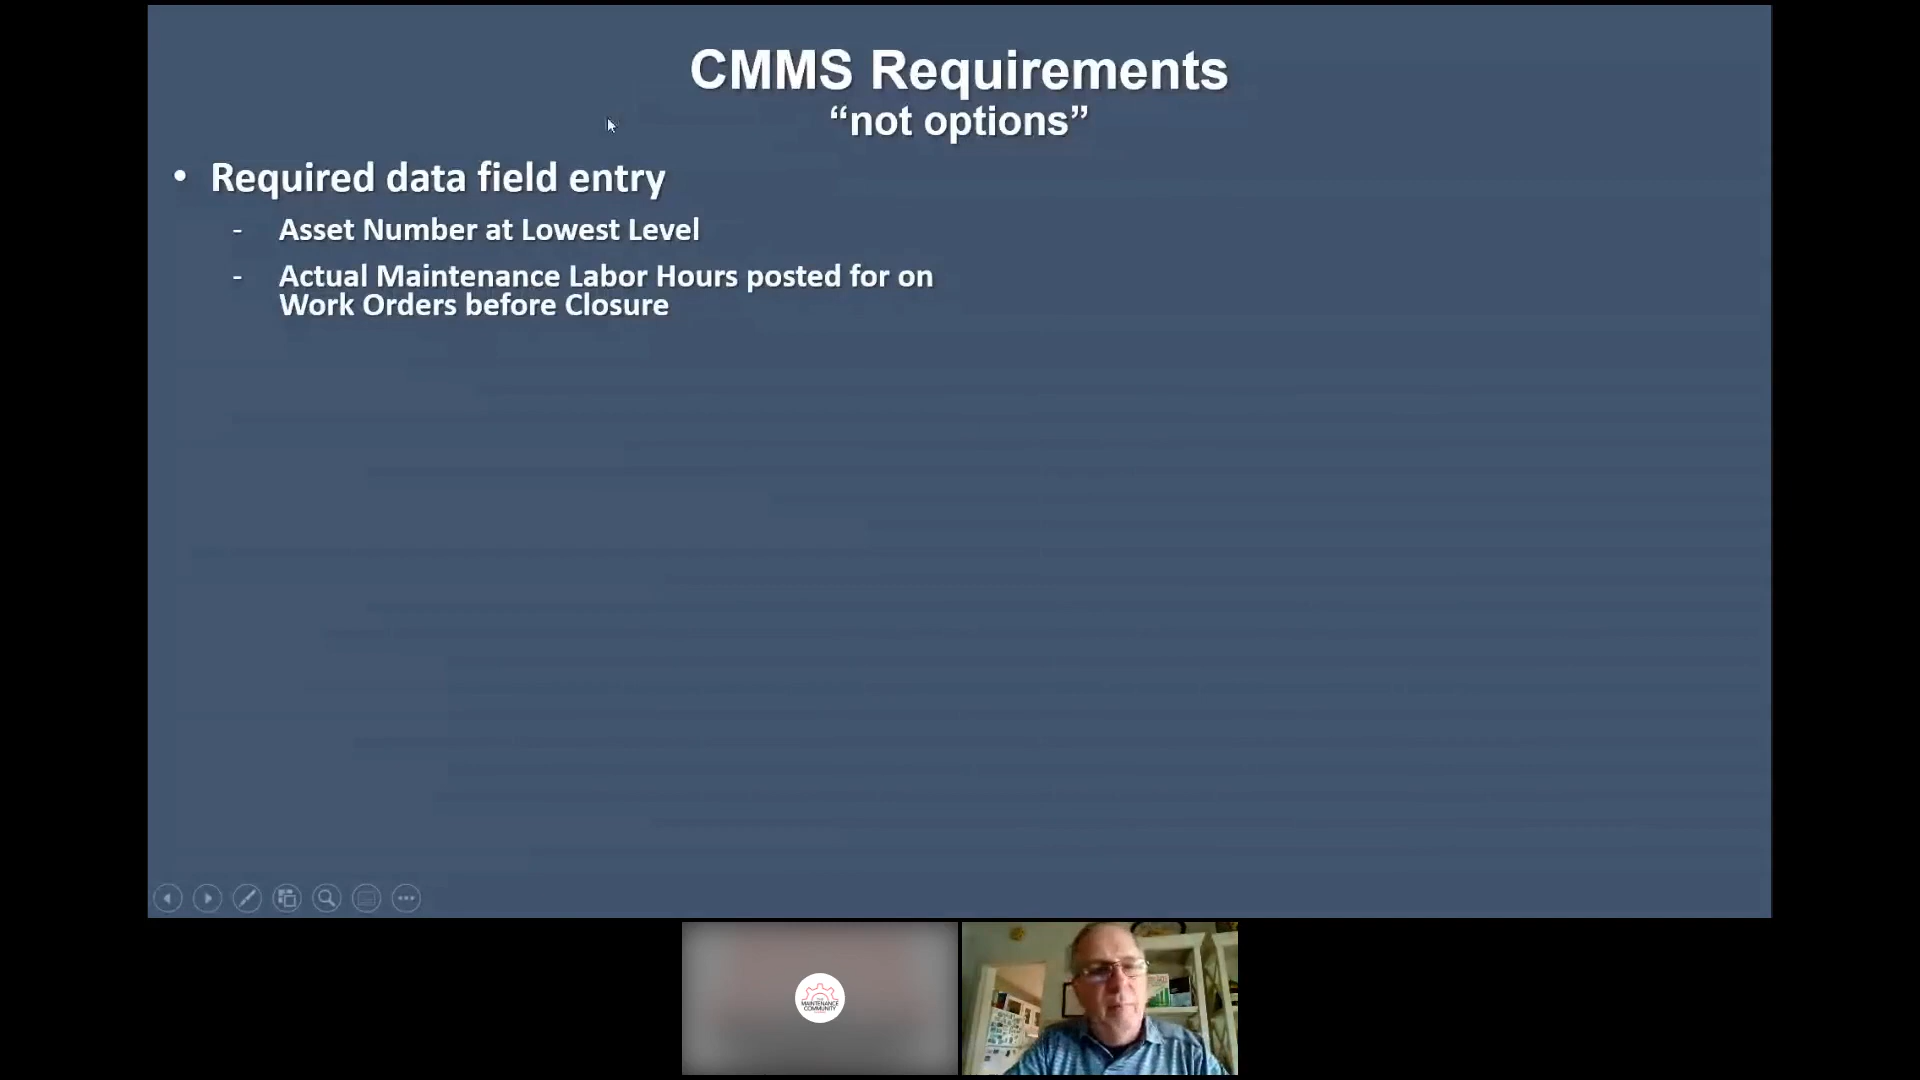 CMMS Requirements
“not options”
• Required data field entry
- Asset Number at Lowest Level
- Actual Maintenance Labor Hours posted for on
Work Orders before Closure
MAINTENANCE
COMMUNITY